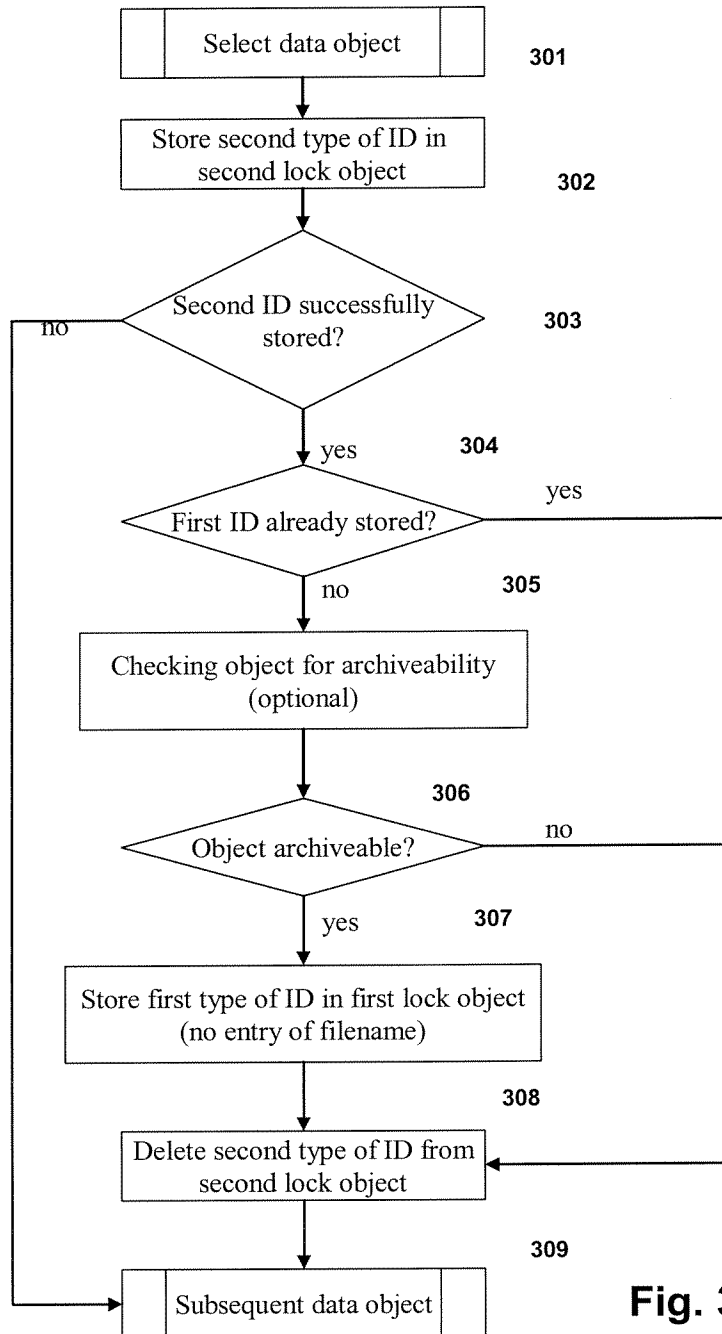 Select data object
301
Store second type of ID in
second lock object
302
Second ID successfully
stored?
303
no
yes
304
First ID already stored?
yes
no
305
Checking object for archiveability
(optional)
306
Object archiveable?
no
yes
307
Store first type of ID in first lock object
(no entry of filename)
308
Delete second type of ID from
second lock object
309
Subsequent data object
Fig. 3